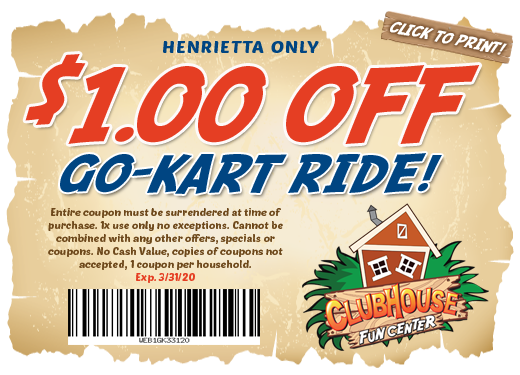 HENRIETTA ONLY
CLICK TO PRINT!
$1.00 OFF
GO-KART RIDE!
Entire coupon must be surrendered at time of
purchase. 1x use only no exceptions. Cannot be
combined with any other offers, specials or
coupons. No Cash Value, copies of coupons not
accepted, 1 coupon per household.
Exp. 3/31/20
WEB1GK33120
CLUBHOUSE
FUN CENTER